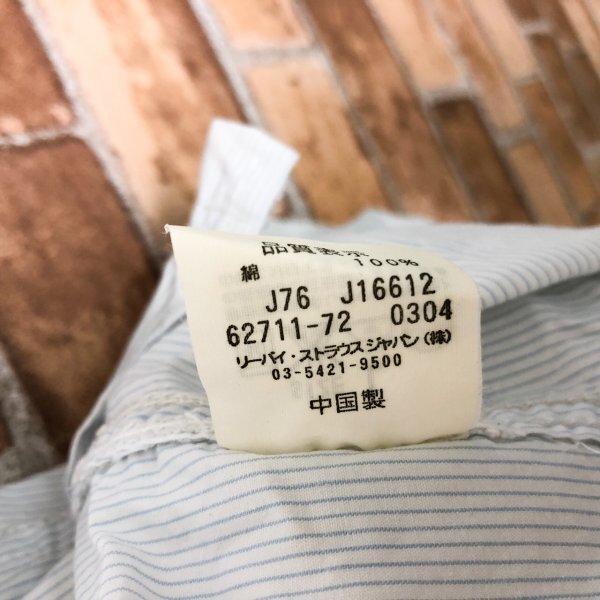 品質表示
綿 100%
J76 J16612
62711-72 0304
リーバイ・ストラウスジャパン(株)
03-5421-9500
中国製